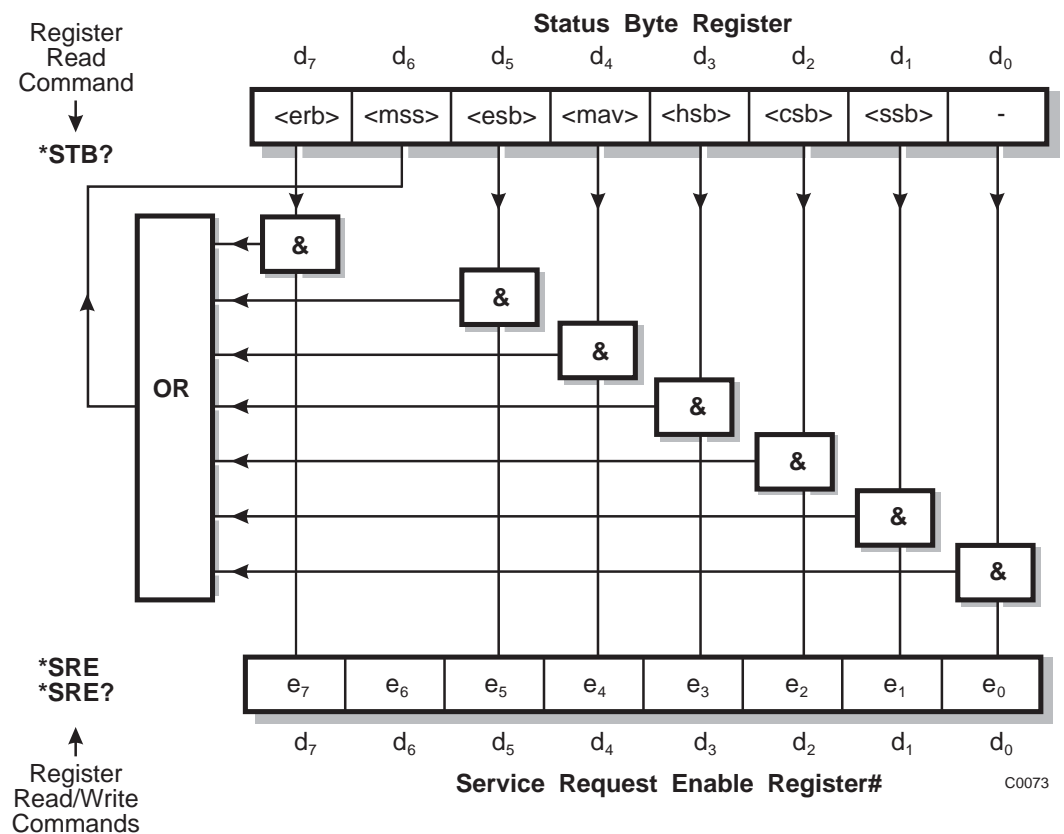 Status Byte Register
Register
Read
Command
*STB?
d7 d6 d5 d4 d3 d2 d1 d0
<erb> <mss> <esb> <mav> <hsb> <csb> <ssb> -
&
&
&
&
&
&
&
OR
*SRE
*SRE?
e7 e6 e5 e4 e3 e2 e1 e0
d7 d6 d5 d4 d3 d2 d1 d0
Register
Read/Write
Commands
Service Request Enable Register#
C0073